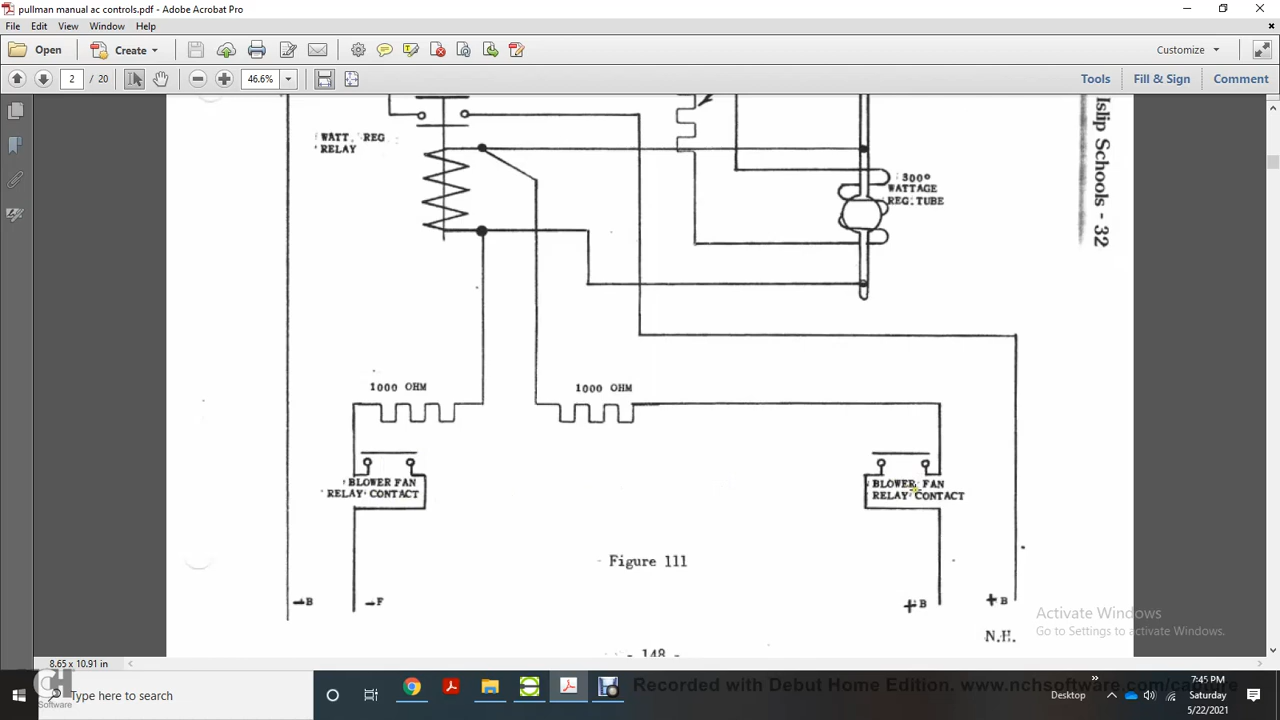 pullman manual ac controls.pdf - Adobe Acrobat Pro
File Edit View Window Help
Open Create Customize
2 / 20 46.6% Tools Fill & Sign Comment
WATT. REG
RELAY
300°
WATTAGE
REG. TUBE
Islip Schools - 32
1000 OHM 1000 OHM
BLOWER FAN
RELAY CONTACT
BLOWER FAN
RELAY CONTACT
Figure 111
-B -F +B +B
N.H.
- 148 -
Activate Windows
Go to Settings to activate Windows.
8.65 x 10.91 in
CH
Software
Type here to search
Recorded with Debut Home Edition. www.nchsoftware.com/capture
Desktop
7:45 PM
Saturday
5/22/2021